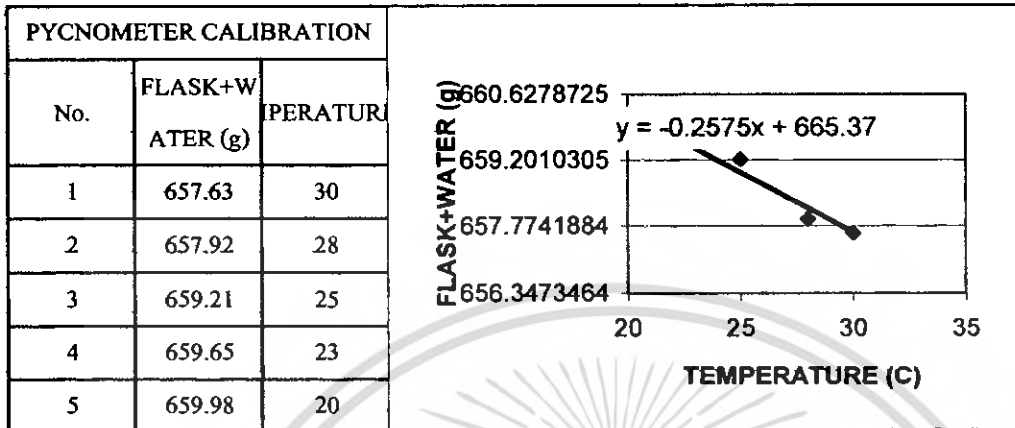 PYCNOMETER CALIBRATION
No.
FLASK+W
ATER (g)
IPERATURI
1 657.63 30
2 657.92 28
3 659.21 25
4 659.65 23
5 659.98 20
FLASK+WATER (g)
660.6278725
659.2010305
657.7741884
656.3473464
y = -0.2575x + 665.37
20 25 30 35
TEMPERATURE (C)